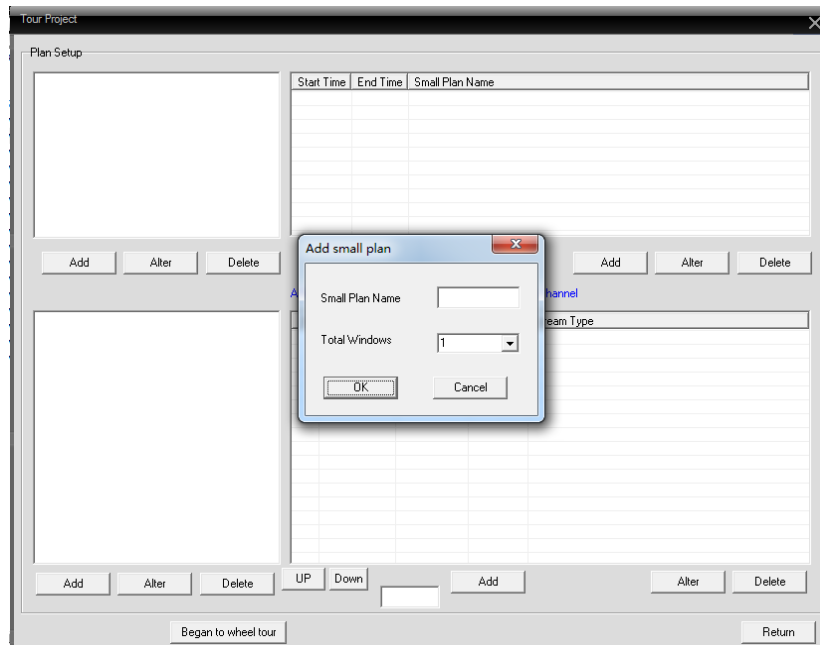 Tour Project
Plan Setup
Start Time End Time Small Plan Name
Add small plan
Add Alter Delete Add Alter Delete
Small Plan Name
hannel
eam Type
Total Windows 1
OK Cancel
Add Alter Delete UP Down Add Alter Delete
Began to wheel tour Return